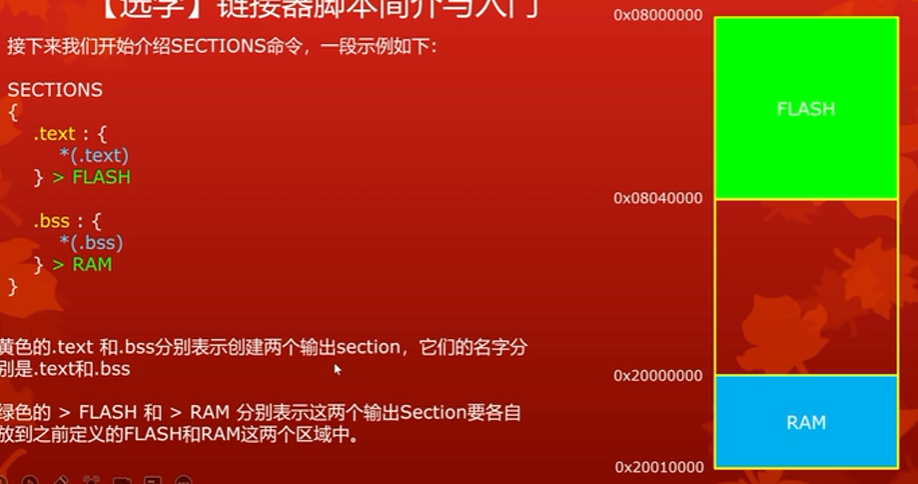 【选学】链接器脚本简介与入门
接下来我们开始介绍SECTIONS命令，一段示例如下：
SECTIONS
{
.text : {
*(.text)
} > FLASH
.bss : {
*(.bss)
} > RAM
}
黄色的.text 和.bss分别表示创建两个输出section，它们的名字分
别是.text和.bss
绿色的 > FLASH 和 > RAM 分别表示这两个输出Section要各自
放到之前定义的FLASH和RAM这两个区域中。
0x08000000
FLASH
0x08040000
0x20000000
RAM
0x20010000